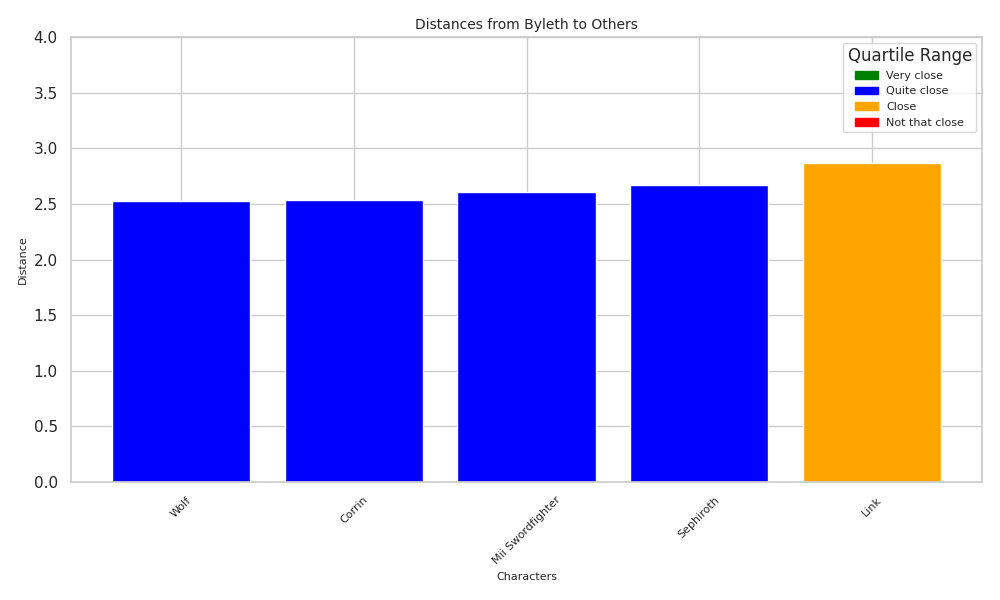 Distances from Byleth to Others
4.0
3.5
3.0
2.5
2.0
1.5
1.0
0.5
0.0
Distance
Quartile Range
Very close
Quite close
Close
Not that close
Wolf
Corrin
Mii Swordfighter
Sephiroth
Link
Characters